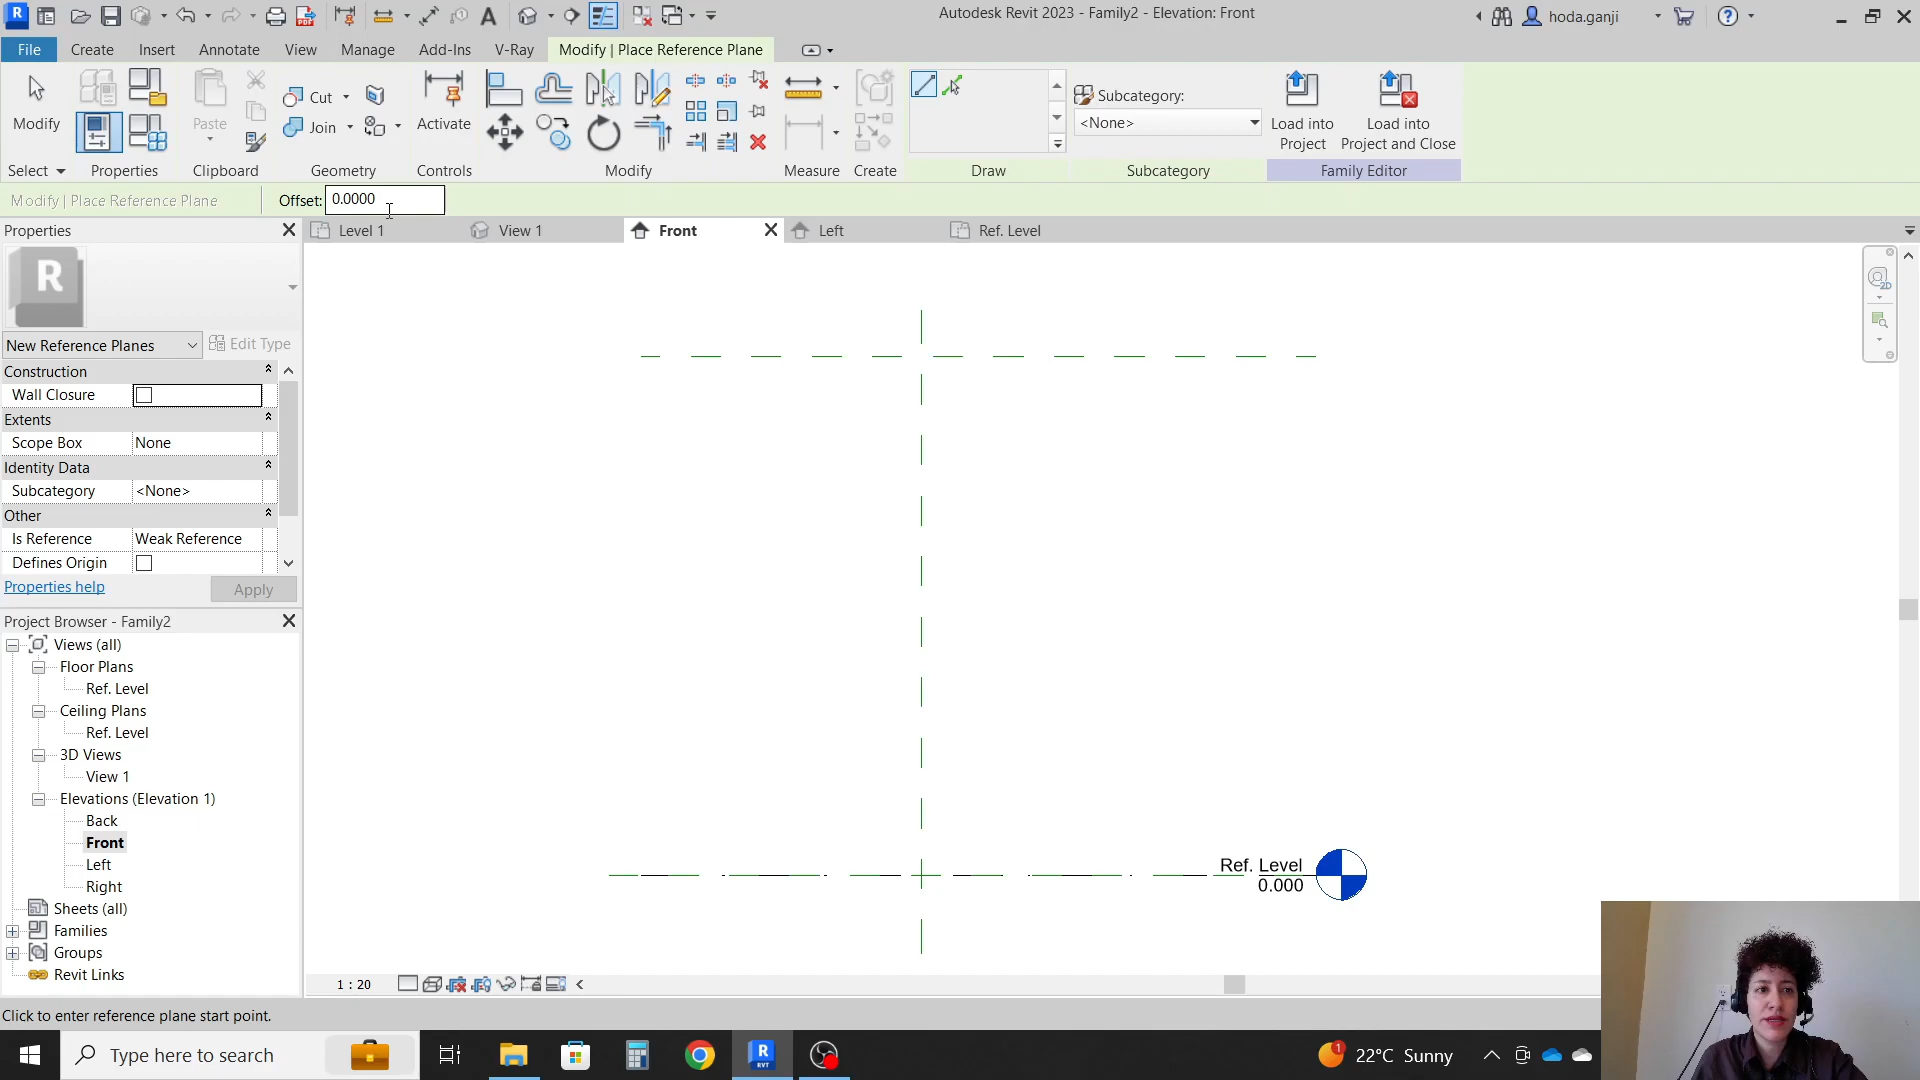 Autodesk Revit 2023 - Family2 - Elevation: Front
hoda.ganji
File Create Insert Annotate View Manage Add-Ins V-Ray Modify | Place Reference Plane
Modify
Paste
Cut
Join
Activate
Subcategory:
<None>
Load into Project
Load into Project and Close
Select Properties Clipboard Geometry Controls Modify Measure Create Draw Subcategory Family Editor
Modify | Place Reference Plane Offset: 0.0000
Properties
Level 1 View 1 Front Left Ref. Level
R
New Reference Planes Edit Type
Construction
Wall Closure
Extents
Scope Box None
Identity Data
Subcategory <None>
Other
Is Reference Weak Reference
Defines Origin
Properties help Apply
Project Browser - Family2
Views (all)
Floor Plans
Ref. Level
Ceiling Plans
Ref. Level
3D Views
View 1
Elevations (Elevation 1)
Back
Front
Left
Right
Sheets (all)
Families
Groups
Revit Links
Ref. Level
0.000
2D
1 : 20
Click to enter reference plane start point.
Type here to search
R
RVT
1
22°C Sunny